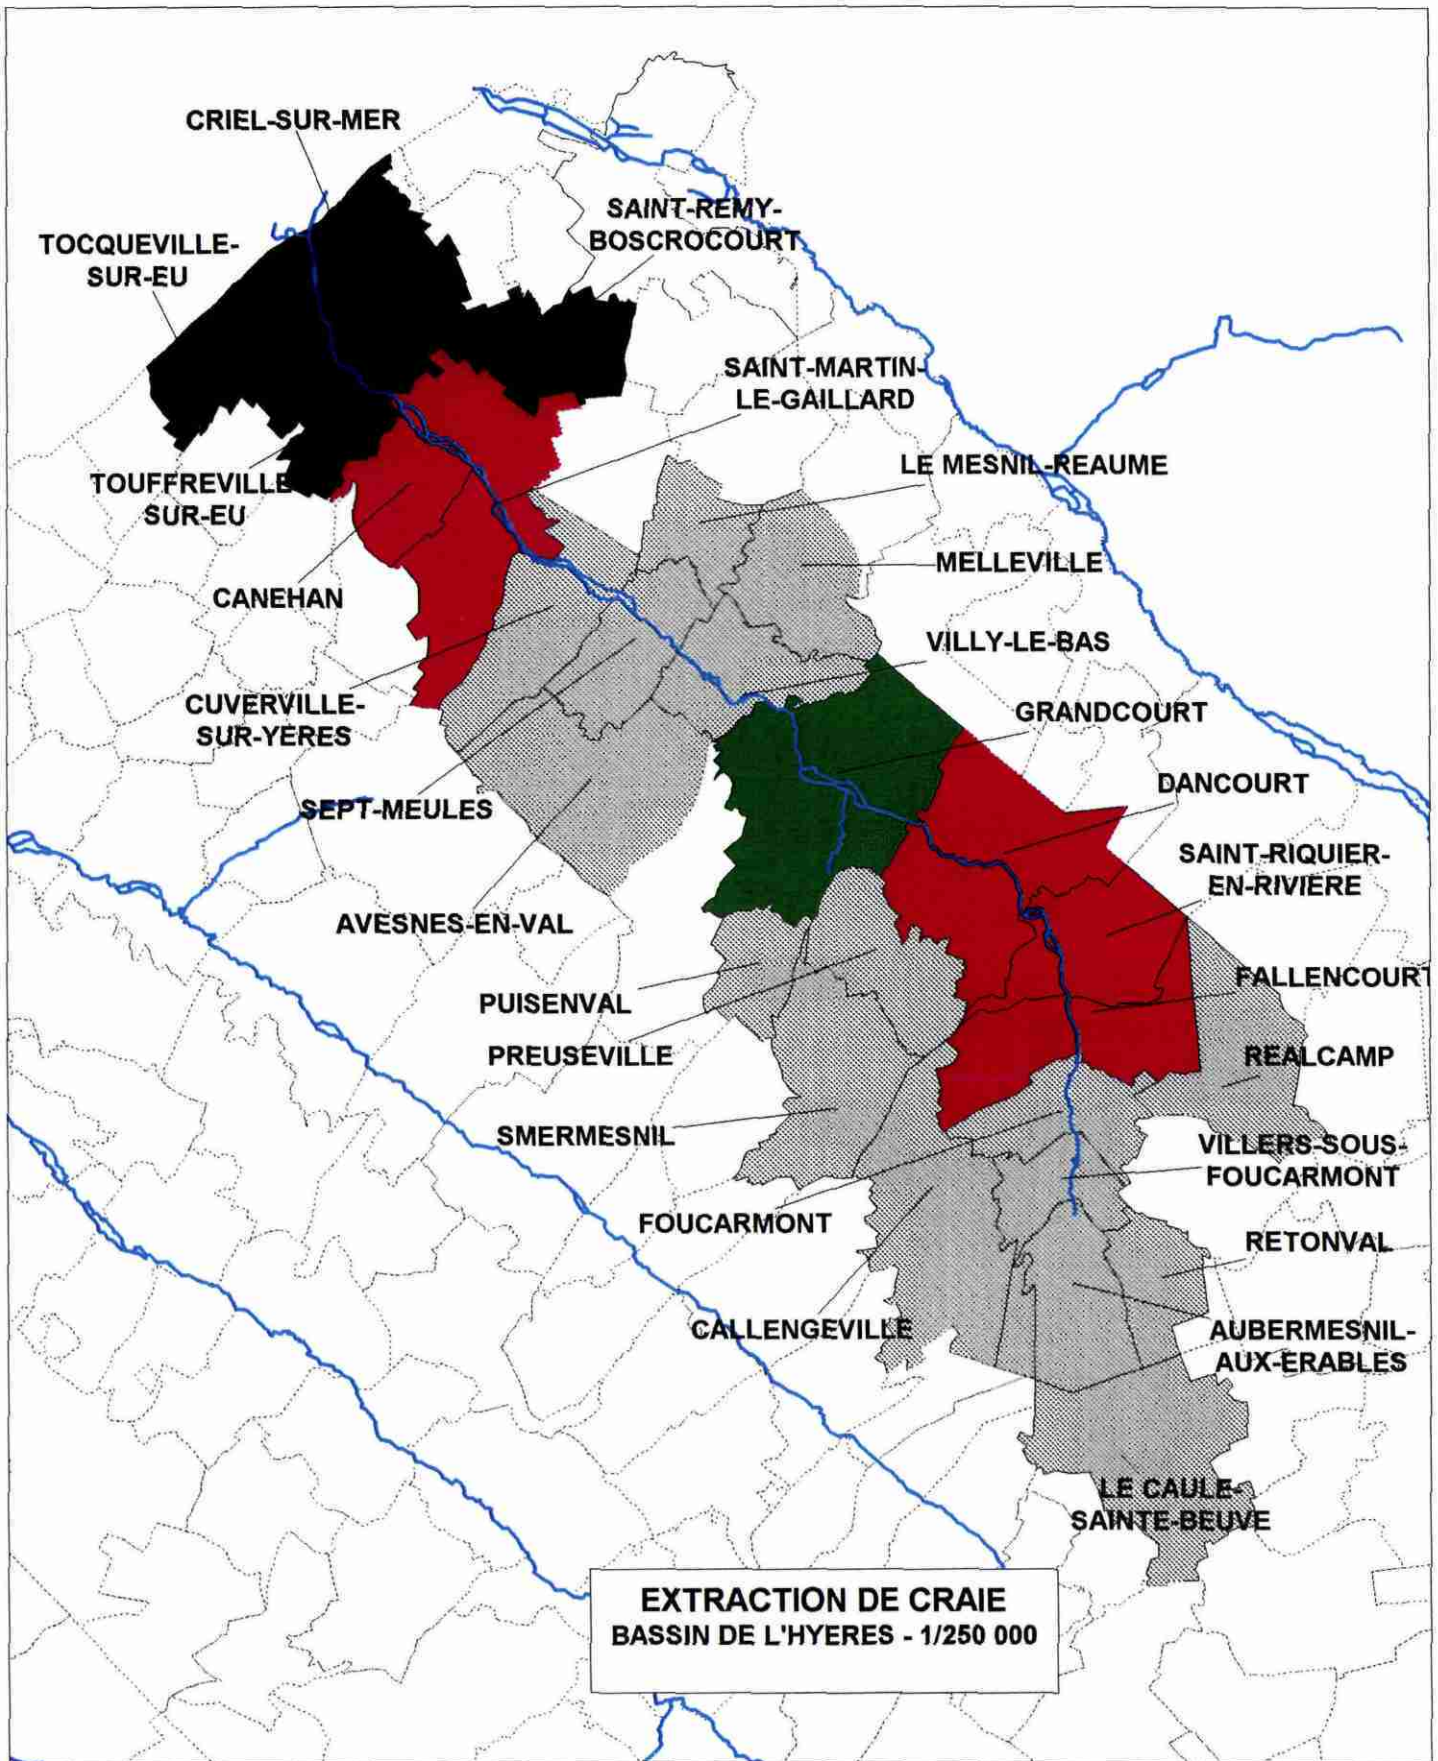 CRIEL-SUR-MER
SAINT-REMY-
BOSCROCOURT
TOCQUEVILLE-
SUR-EU
SAINT-MARTIN-
LE-GAILLARD
LE MESNIL-REAUME
TOUFFREVILLE
SUR-EU
MELLEVILLE
CANEHAN
VILLY-LE-BAS
CUVERVILLE-
SUR-YERES
GRANDCOURT
DANCOURT
SEPT-MEULES
SAINT-RIQUIER-
EN-RIVIERE
AVESNES-EN-VAL
FALLENCOURT
PUISENVAL
PREUSEVILLE
REALCAMP
SMERMESNIL
VILLERS-SOUS-
FOUCARMONT
FOUCARMONT
RETONVAL
CALLENGEVILLE
AUBERMESNIL-
AUX-ERABLES
LE CAULE-
SAINTE-BEUVE
EXTRACTION DE CRAIE
BASSIN DE L'HYERES - 1/250 000